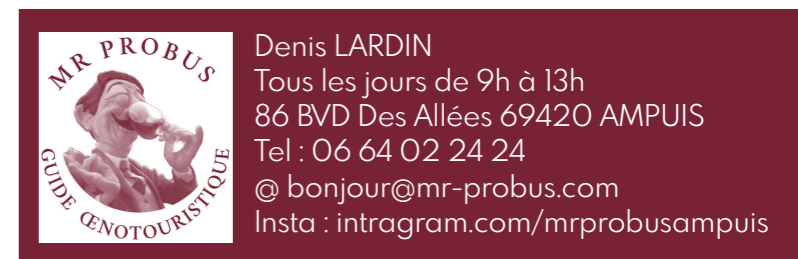 MR PROBUS
GUIDE ŒNOTOURISTIQUE
Denis LARDIN
Tous les jours de 9h à 13h
86 BVD Des Allées 69420 AMPUIS
Tel : 06 64 02 24 24
@ bonjour@mr-probus.com
Insta : intragram.com/mrprobusampuis